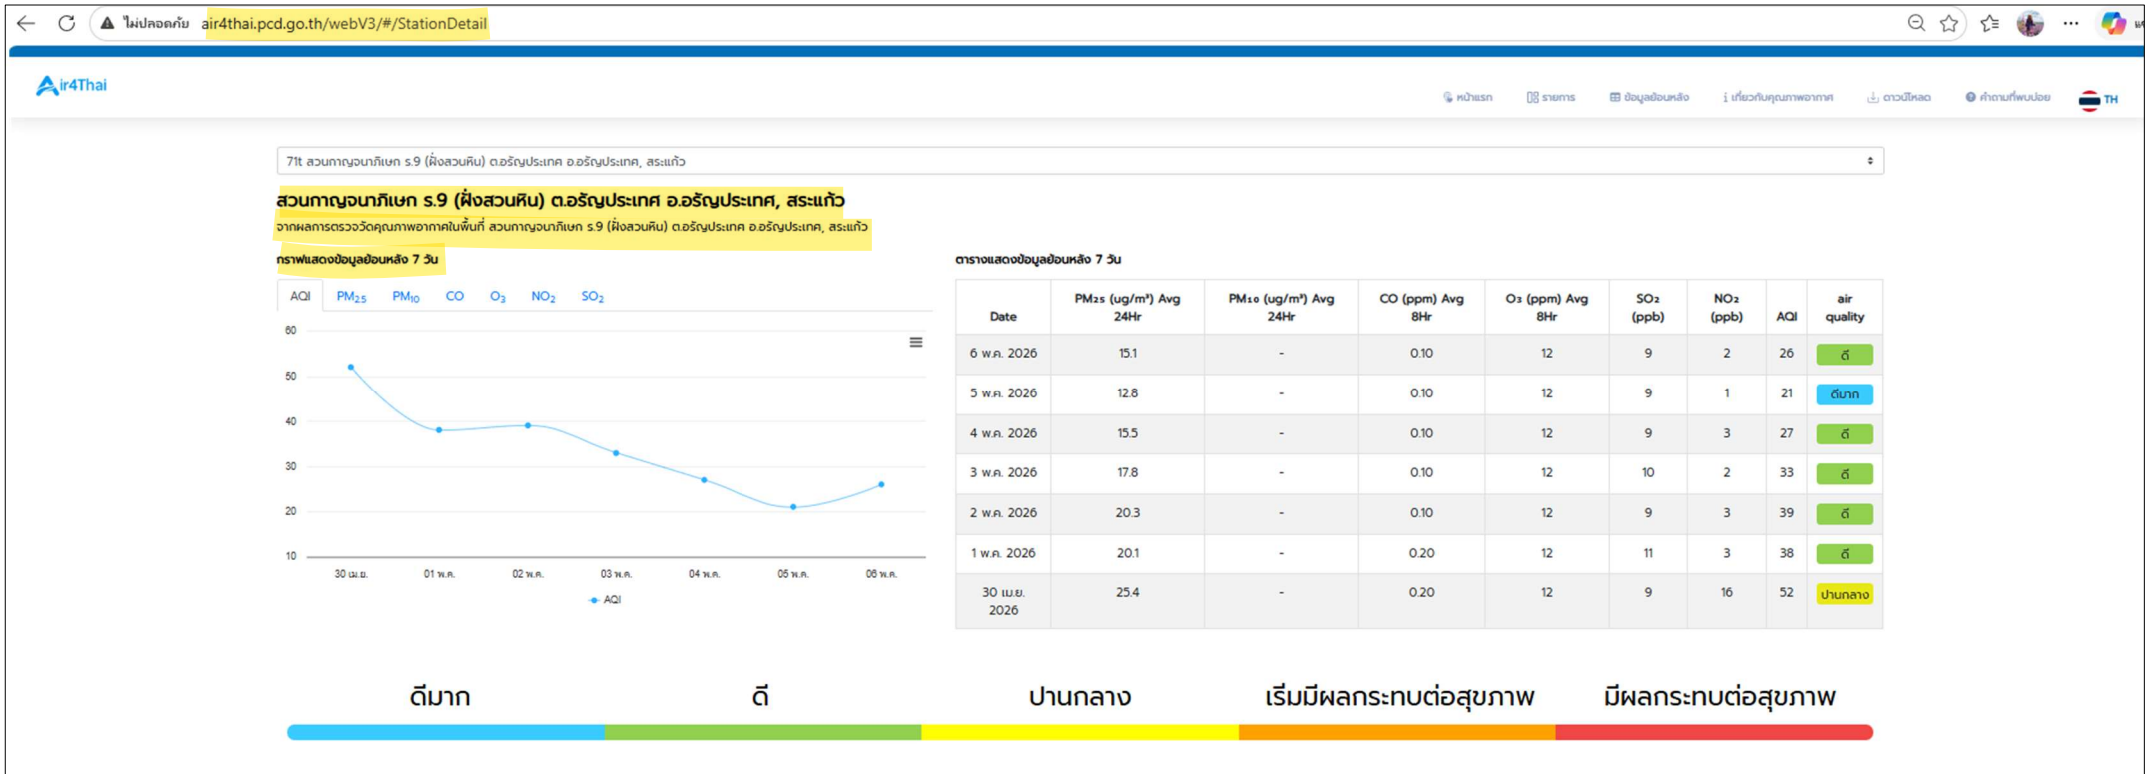 ไม่ปลอดภัย air4thai.pcd.go.th/webV3/#/StationDetail
Air4Thai
หน้าแรก รายการ ข้อมูลย้อนหลัง เกี่ยวกับคุณภาพอากาศ ดาวน์โหลด คำถามที่พบบ่อย TH
71t สวนกาญจนาภิเษก ร.9 (ฝั่งสวนหิน) ต.อรัญประเทศ อ.อรัญประเทศ, สระแก้ว
สวนกาญจนาภิเษก ร.9 (ฝั่งสวนหิน) ต.อรัญประเทศ อ.อรัญประเทศ, สระแก้ว
จากผลการตรวจวัดคุณภาพอากาศในพื้นที่ สวนกาญจนาภิเษก ร.9 (ฝั่งสวนหิน) ต.อรัญประเทศ อ.อรัญประเทศ, สระแก้ว
กราฟแสดงข้อมูลย้อนหลัง 7 วัน
AQI PM2.5 PM10 CO O3 NO2 SO2
60
50
40
30
20
10
30 เม.ย. 01 พ.ค. 02 พ.ค. 03 พ.ค. 04 พ.ค. 05 พ.ค. 06 พ.ค.
AQI
ตารางแสดงข้อมูลย้อนหลัง 7 วัน
Date PM2.5 (ug/m³) Avg 24Hr PM10 (ug/m³) Avg 24Hr CO (ppm) Avg 8Hr O3 (ppm) Avg 8Hr SO2 (ppb) NO2 (ppb) AQI air quality
6 พ.ค. 2026 15.1 - 0.10 12 9 2 26 ดี
5 พ.ค. 2026 12.8 - 0.10 12 9 1 21 ดีมาก
4 พ.ค. 2026 15.5 - 0.10 12 9 3 27 ดี
3 พ.ค. 2026 17.8 - 0.10 12 10 2 33 ดี
2 พ.ค. 2026 20.3 - 0.10 12 9 3 39 ดี
1 พ.ค. 2026 20.1 - 0.20 12 11 3 38 ดี
30 เม.ย. 2026 25.4 - 0.20 12 9 16 52 ปานกลาง
ดีมาก ดี ปานกลาง เริ่มมีผลกระทบต่อสุขภาพ มีผลกระทบต่อสุขภาพ